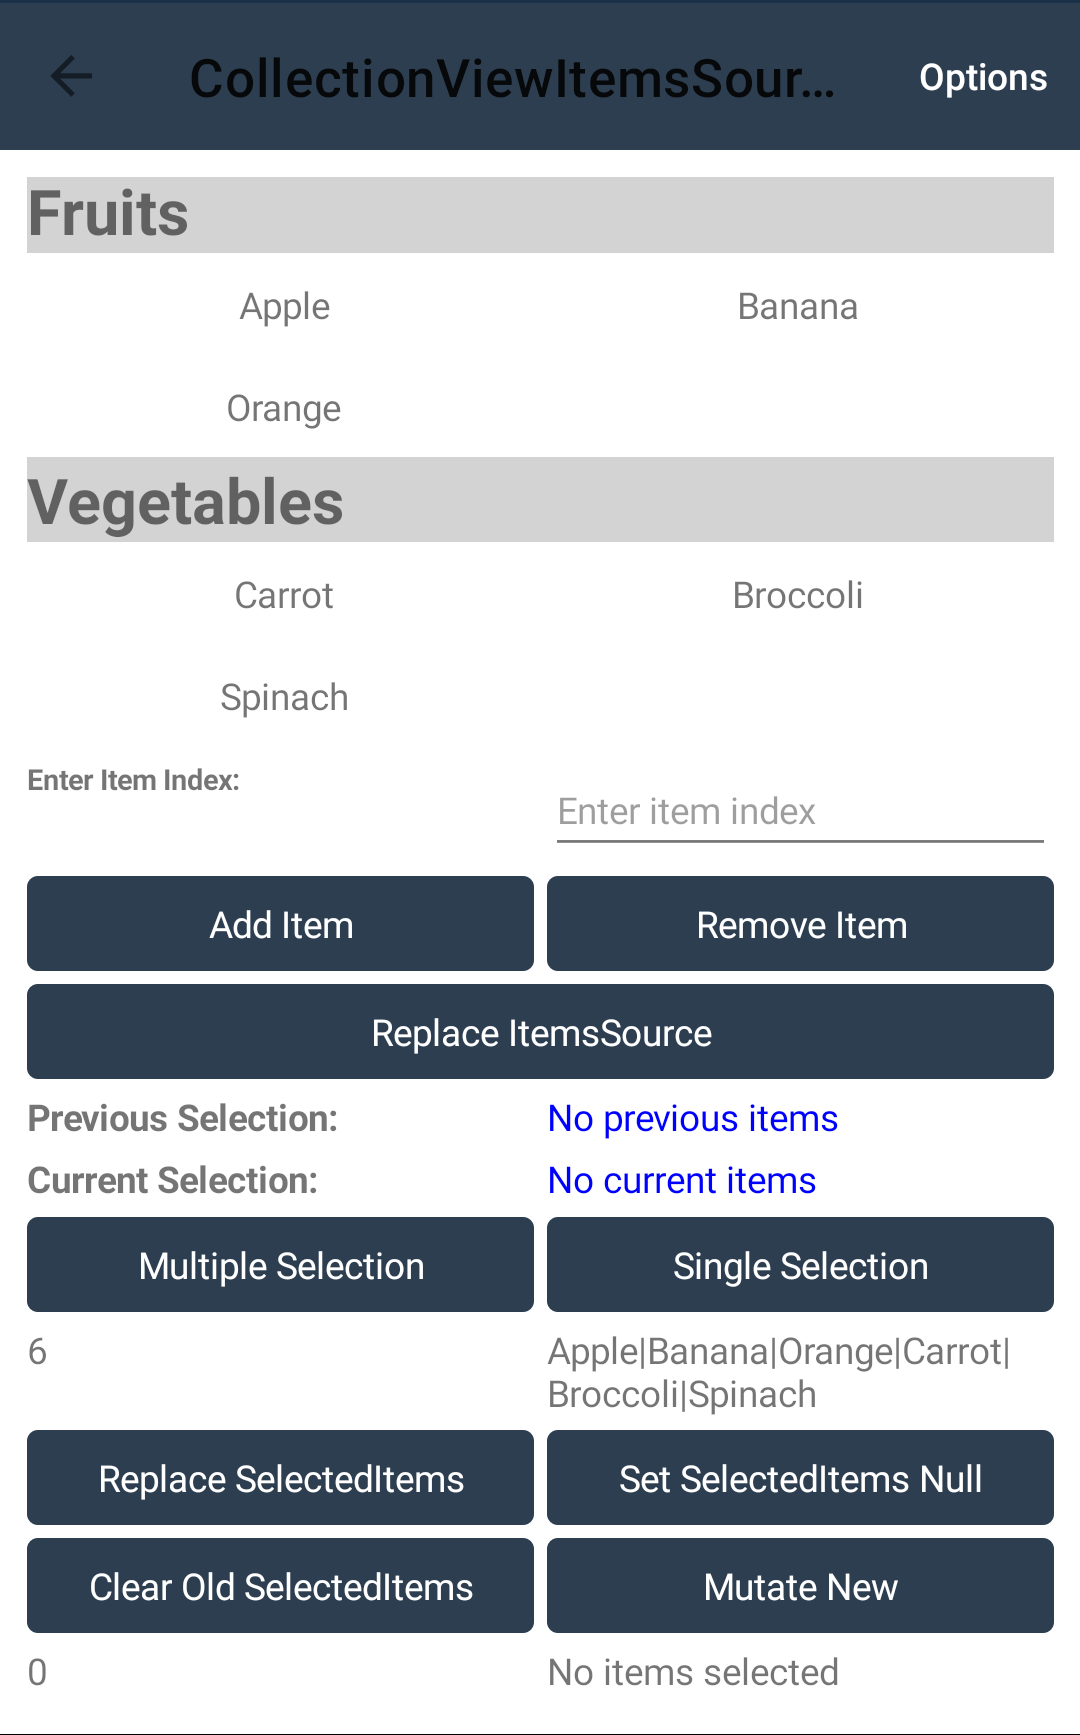 CollectionViewItemsSour...
Options
Fruits
Apple
Banana
Orange
Vegetables
Carrot
Broccoli
Spinach
Enter Item Index:
Enter item index
Add Item
Remove Item
Replace ItemsSource
Previous Selection:
No previous items
Current Selection:
No current items
Multiple Selection
Single Selection
6
Apple|Banana|Orange|Carrot|
Broccoli|Spinach
Replace SelectedItems
Set SelectedItems Null
Clear Old SelectedItems
Mutate New
0
No items selected